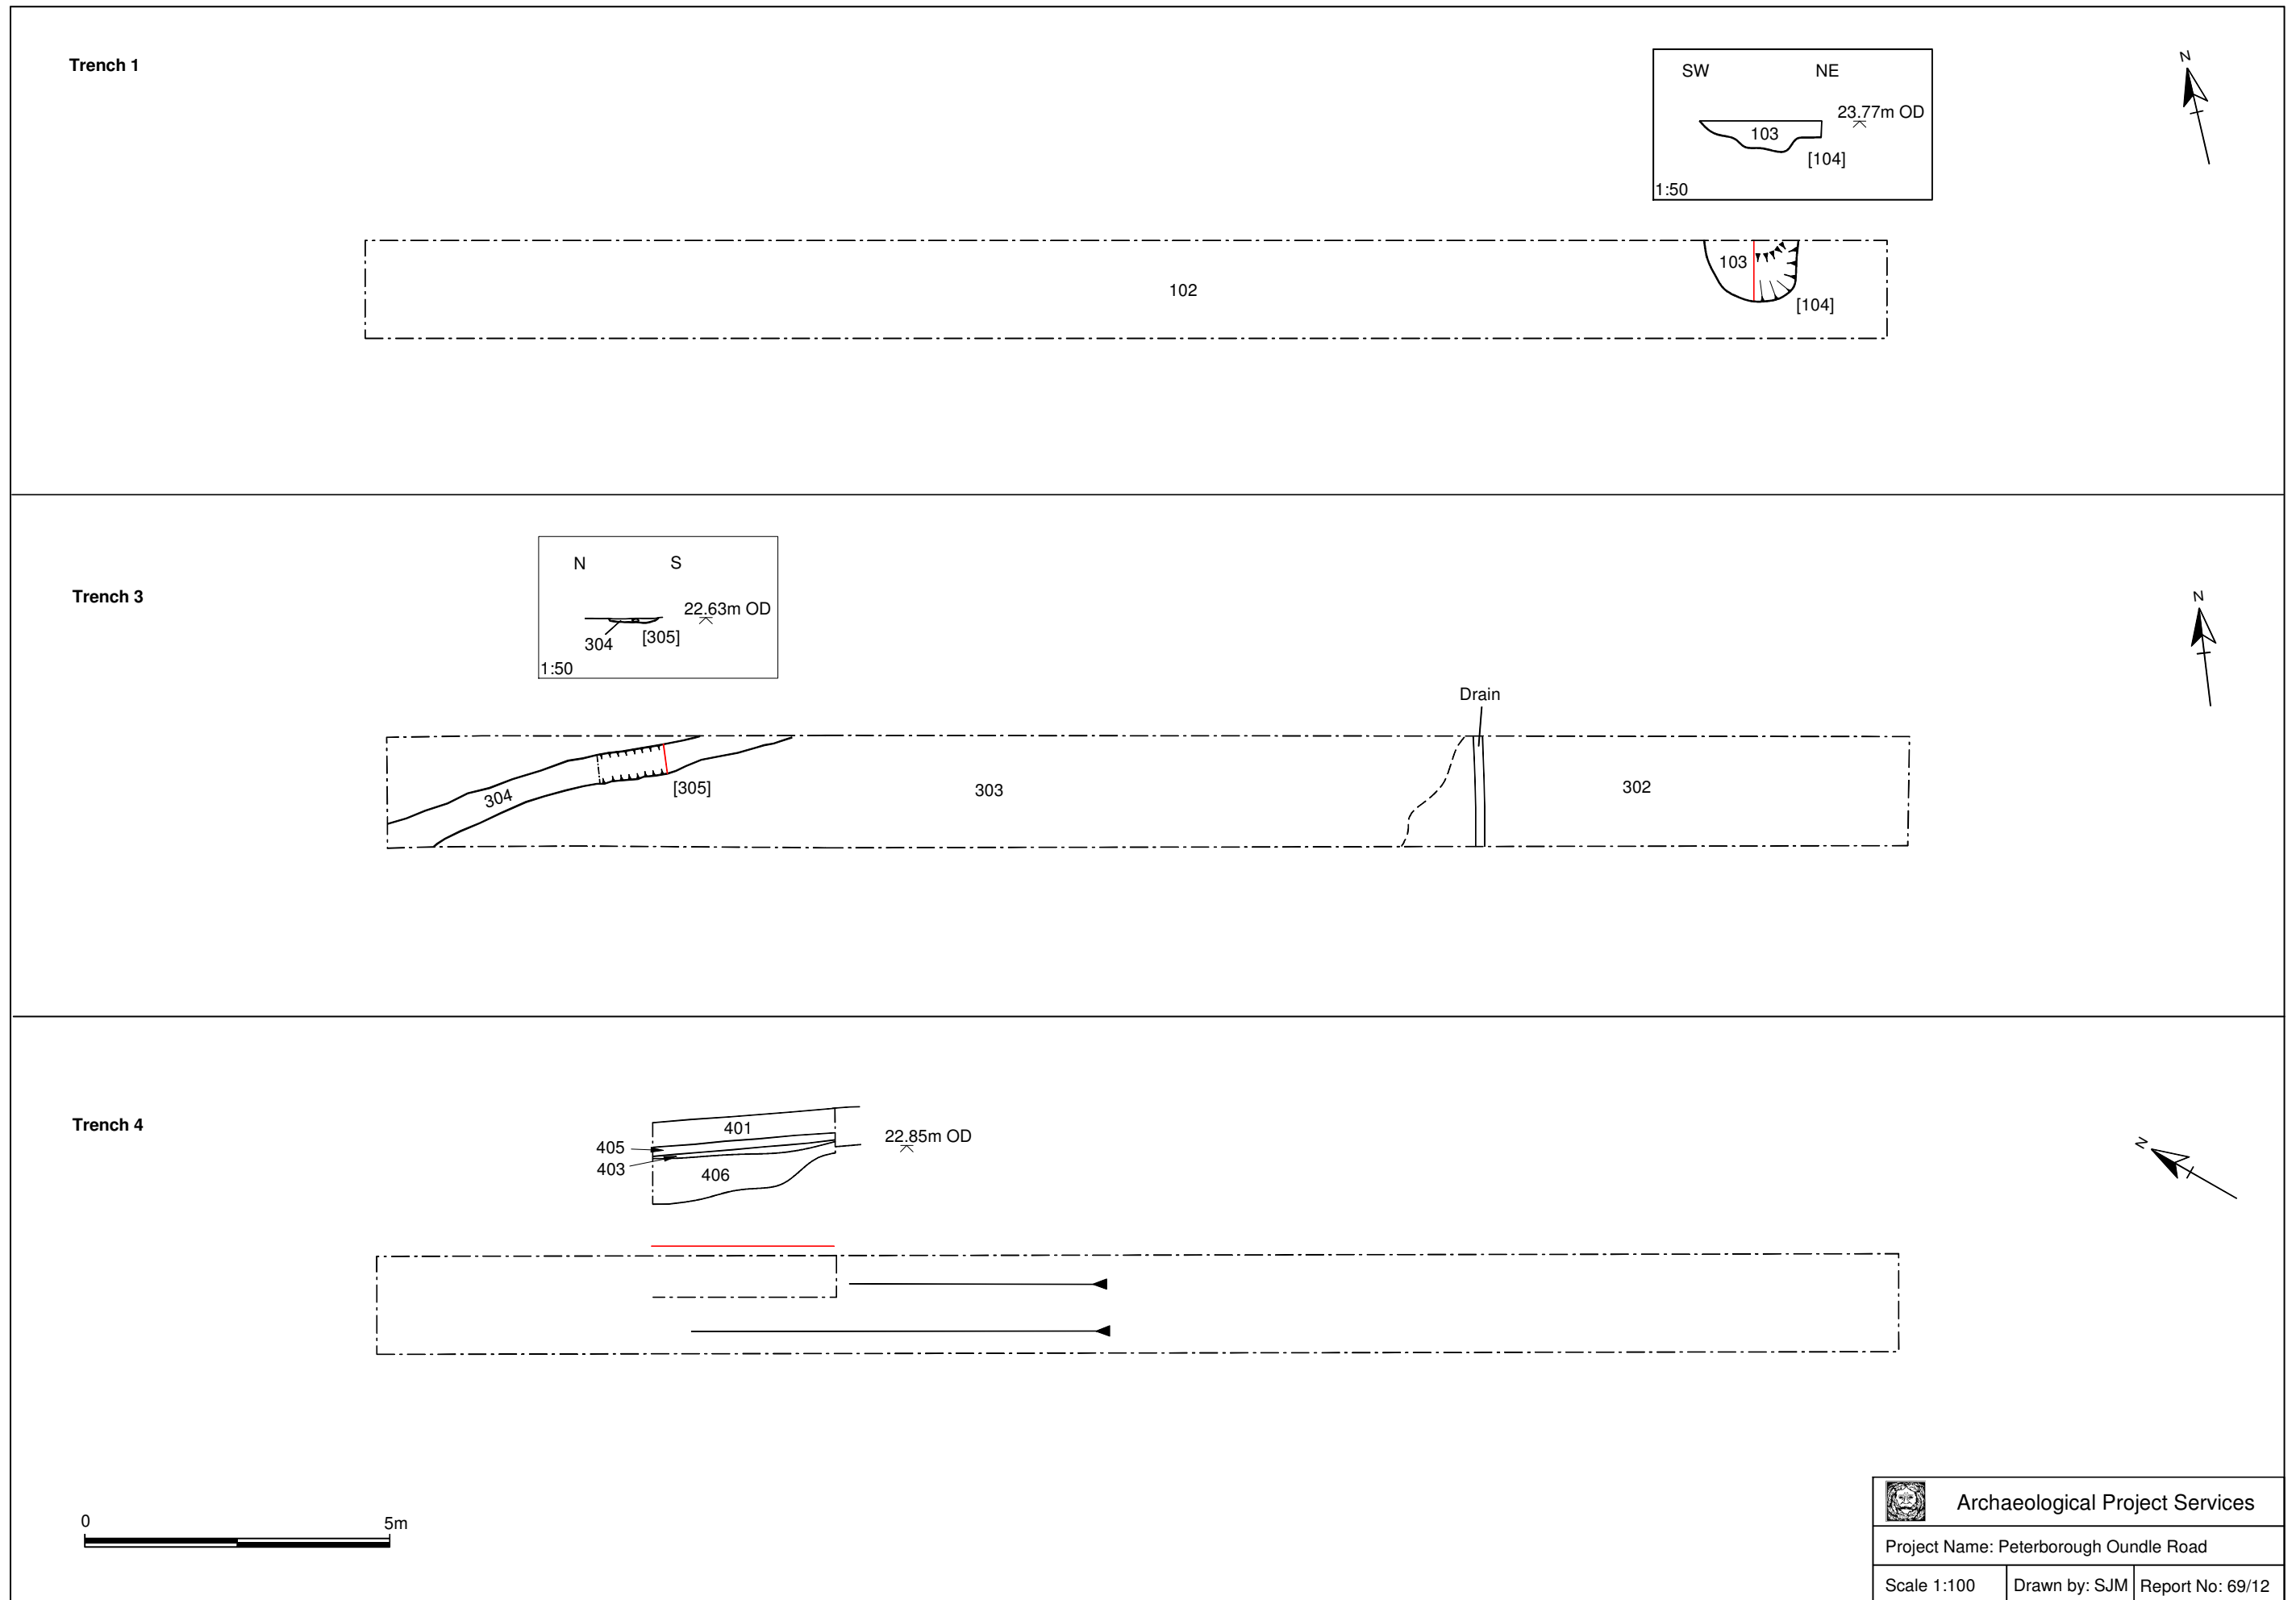 Trench 1
SW NE
23.77m OD
103
[104]
1:50
N
103
102
[104]
Trench 3
N S
22.63m OD
304
[305]
1:50
N
Drain
304
[305]
303
302
Trench 4
401
405
403
406
22.85m OD
N
0 5m
Archaeological Project Services
Project Name: Peterborough Oundle Road
Scale 1:100 Drawn by: SJM Report No: 69/12